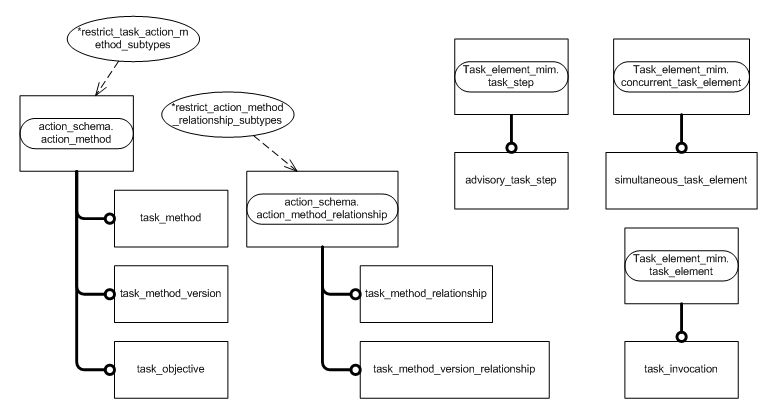 *restrict_task_action_m
ethod_subtypes
action_schema.
action_method
task_method
task_method_version
task_objective
*restrict_action_method
_relationship_subtypes
action_schema.
action_method_relationship
task_method_relationship
task_method_version_relationship
Task_element_mim.
task_step
advisory_task_step
Task_element_mim.
concurrent_task_element
simultaneous_task_element
Task_element_mim.
task_element
task_invocation